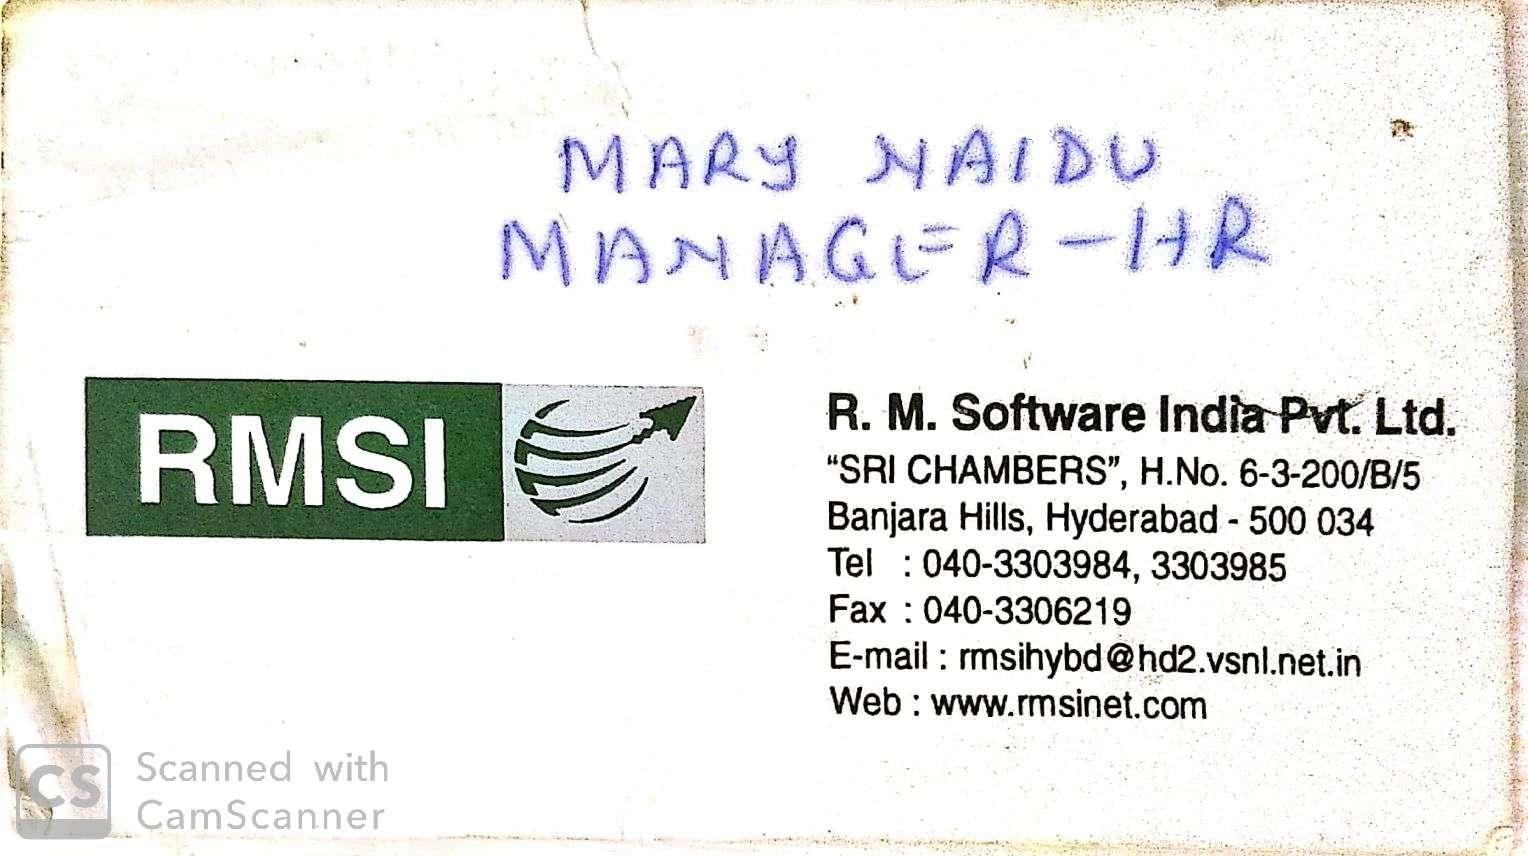 MARY NAIDU
MANAGER-HR
RMSI
R. M. Software India Pvt. Ltd.
“SRI CHAMBERS”, H.No. 6-3-200/B/5
Banjara Hills, Hyderabad - 500 034
Tel : 040-3303984, 3303985
Fax : 040-3306219
E-mail : rmsihybd@hd2.vsnl.net.in
Web : www.rmsinet.com
CS
Scanned with
CamScanner